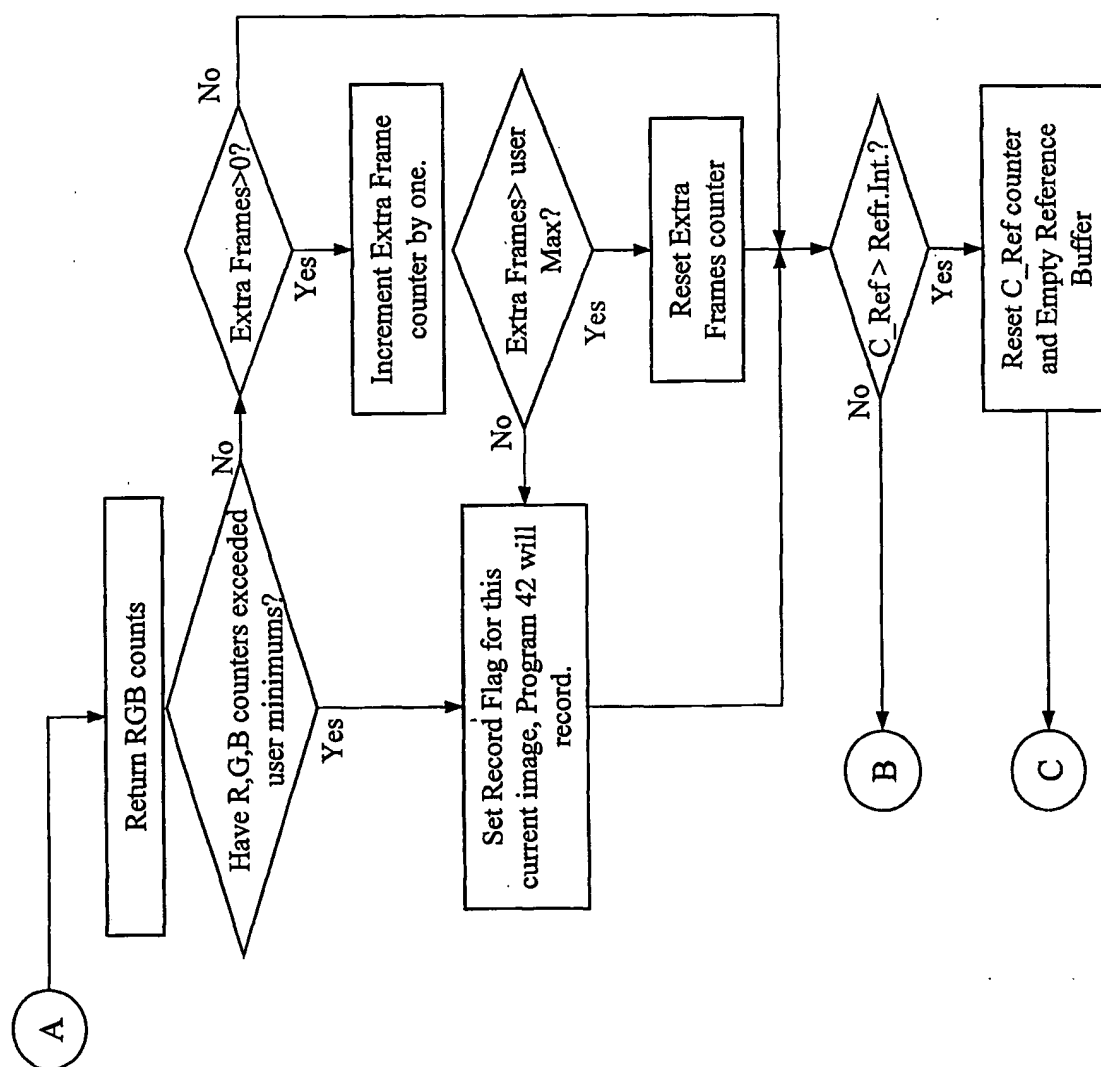 A
Return RGB counts
Have R,G,B counters exceeded
user minimums?
No
Yes
Extra Frames>0?
No
Yes
Increment Extra Frame
counter by one.
Extra Frames> user
Max?
No
Yes
Set Record Flag for this
current image, Program 42 will
record.
Reset Extra
Frames counter
C_Ref > Refr.Int.?
No
Yes
B
Reset C_Ref counter
and Empty Reference
Buffer
C